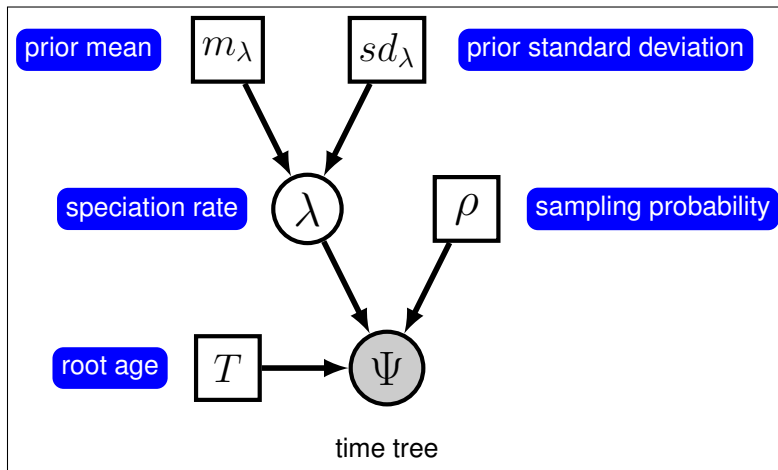 prior mean m_λ sd_λ prior standard deviation
speciation rate λ ρ sampling probability
root age T Ψ
time tree